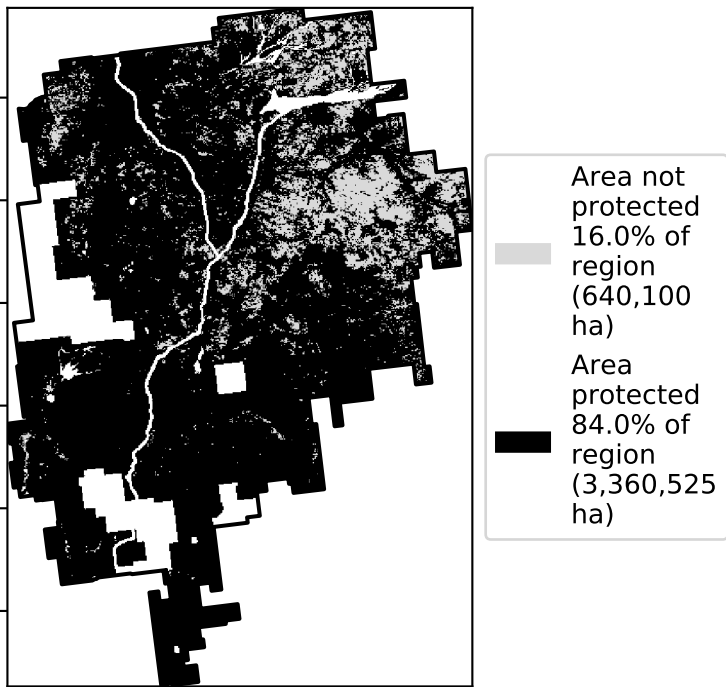 Area not
protected
16.0% of
region
(640,100
ha)
Area
protected
84.0% of
region
(3,360,525
ha)